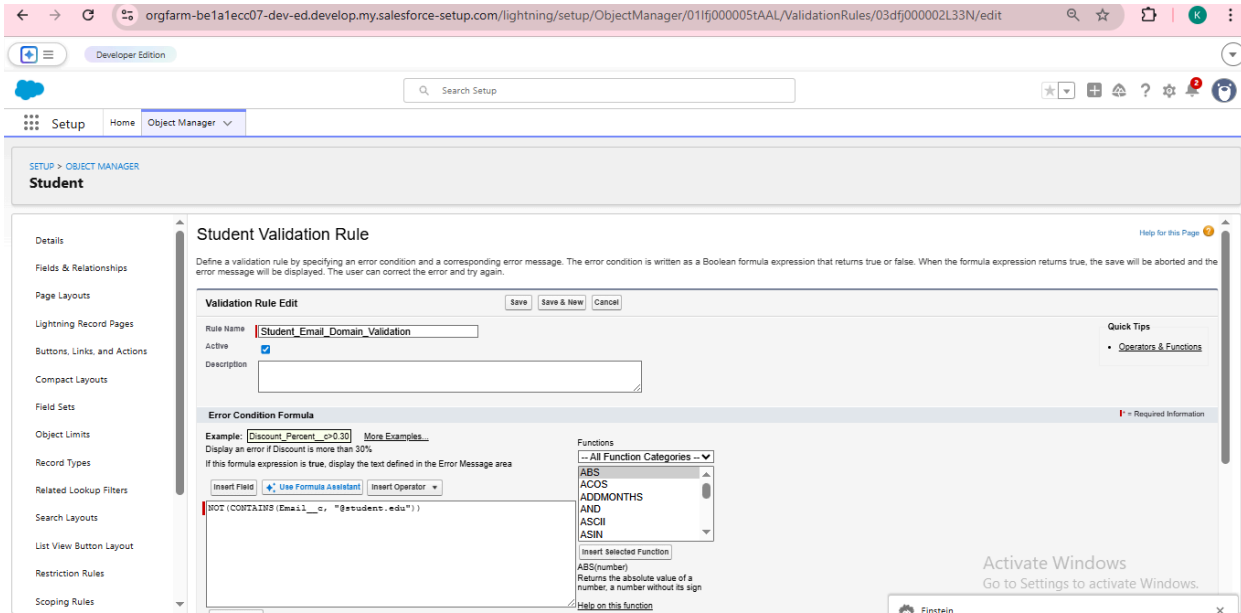 orgfarm-be1a1ecc07-dev-ed.develop.my.salesforce-setup.com/lightning/setup/ObjectManager/01Ifj000005tAAL/ValidationRules/03dfj000002L33N/edit
K
Developer Edition
Search Setup
2
Setup
Home
Object Manager
SETUP > OBJECT MANAGER
Student
Details
Fields & Relationships
Page Layouts
Lightning Record Pages
Buttons, Links, and Actions
Compact Layouts
Field Sets
Object Limits
Record Types
Related Lookup Filters
Search Layouts
List View Button Layout
Restriction Rules
Scoping Rules
Student Validation Rule
Help for this Page
Define a validation rule by specifying an error condition and a corresponding error message. The error condition is written as a Boolean formula expression that returns true or false. When the formula expression returns true, the save will be aborted and the
error message will be displayed. The user can correct the error and try again.
Validation Rule Edit
Save
Save & New
Cancel
Rule Name
Student_Email_Domain_Validation
Active
Description
Quick Tips
• Operators & Functions
Error Condition Formula
= Required Information
Example: Discount_Percent__c>0.30 More Examples...
Display an error if Discount is more than 30%
If this formula expression is true, display the text defined in the Error Message area
Insert Field
Use Formula Assistant
Insert Operator
NOT(CONTAINS(Email__c, "@student.edu"))
Functions
-- All Function Categories --
ABS
ACOS
ADDMONTHS
AND
ASCII
ASIN
Insert Selected Function
ABS(number)
Returns the absolute value of a
number, a number without its sign
Help on this function
Activate Windows
Go to Settings to activate Windows.
Einstein